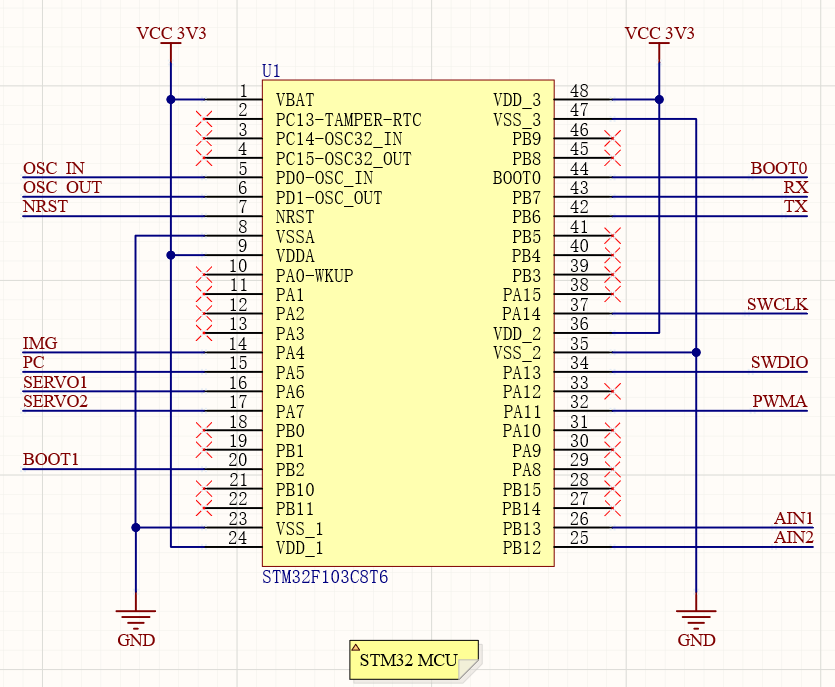 VCC 3V3
VCC 3V3
U1
1 VBAT
2 PC13-TAMPER-RTC
3 PC14-OSC32_IN
4 PC15-OSC32_OUT
OSC_IN 5 PD0-OSC_IN
OSC_OUT 6 PD1-OSC_OUT
NRST 7 NRST
8 VSSA
9 VDDA
10 PA0-WKUP
11 PA1
12 PA2
13 PA3
IMG 14 PA4
PC 15 PA5
SERVO1 16 PA6
SERVO2 17 PA7
18 PB0
19 PB1
BOOT1 20 PB2
21 PB10
22 PB11
23 VSS_1
24 VDD_1
VDD_3 48
VSS_3 47
PB9 46
PB8 45
BOOT0 44 BOOT0
PB7 43 RX
PB6 42 TX
PB5 41
PB4 40
PB3 39
PA15 38
PA14 37 SWCLK
VDD_2 36
VSS_2 35
PA13 34 SWDIO
PA12 33
PA11 32 PWMA
PA10 31
PA9 30
PA8 29
PB15 28
PB14 27
PB13 26 AIN1
PB12 25 AIN2
STM32F103C8T6
GND
GND
STM32 MCU